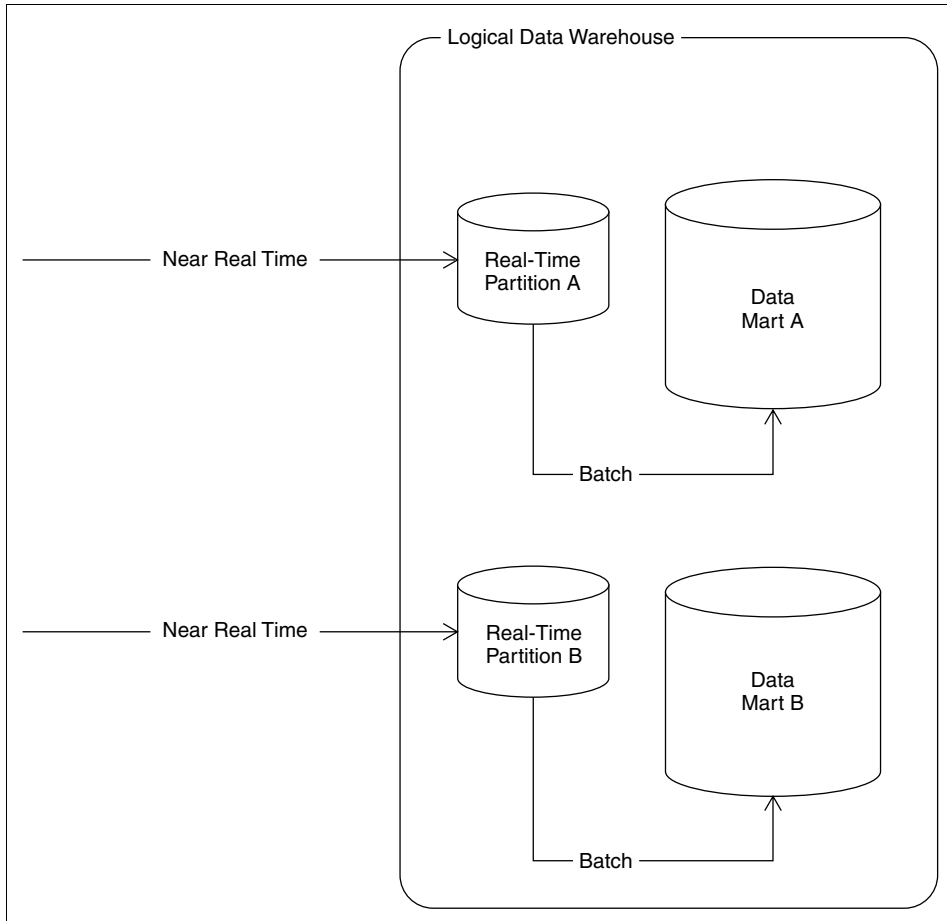 Logical Data Warehouse
Near Real Time
Real-Time
Partition A
Data
Mart A
Batch
Near Real Time
Real-Time
Partition B
Data
Mart B
Batch